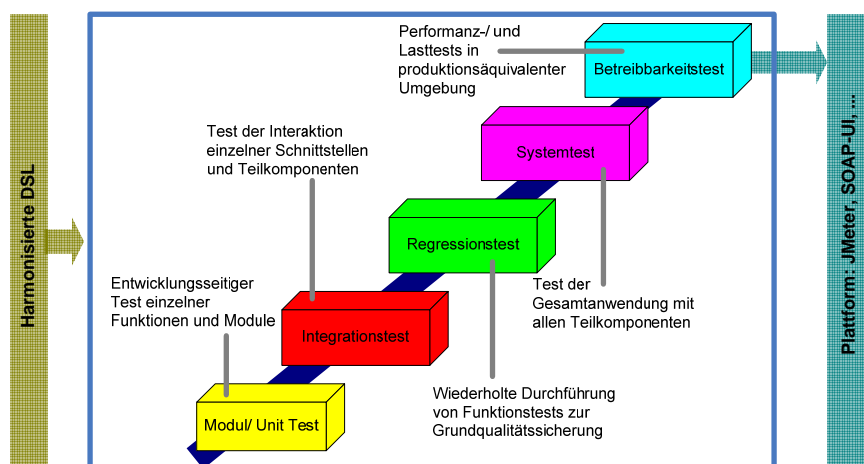 Harmonisierte DSL
Performanz-/ und
Lasttests in
produktionsäquivalenter
Umgebung
Betreibbarkeitstest
Test der Interaktion
einzelner Schnittstellen
und Teilkomponenten
Systemtest
Regressionstest
Entwicklungsseitiger
Test einzelner
Funktionen und Module
Test der
Gesamtanwendung mit
allen Teilkomponenten
Integrationstest
Wiederholte Durchführung
von Funktionstests zur
Grundqualitätssicherung
Modul/ Unit Test
Plattform: JMeter, SOAP-UI, ...